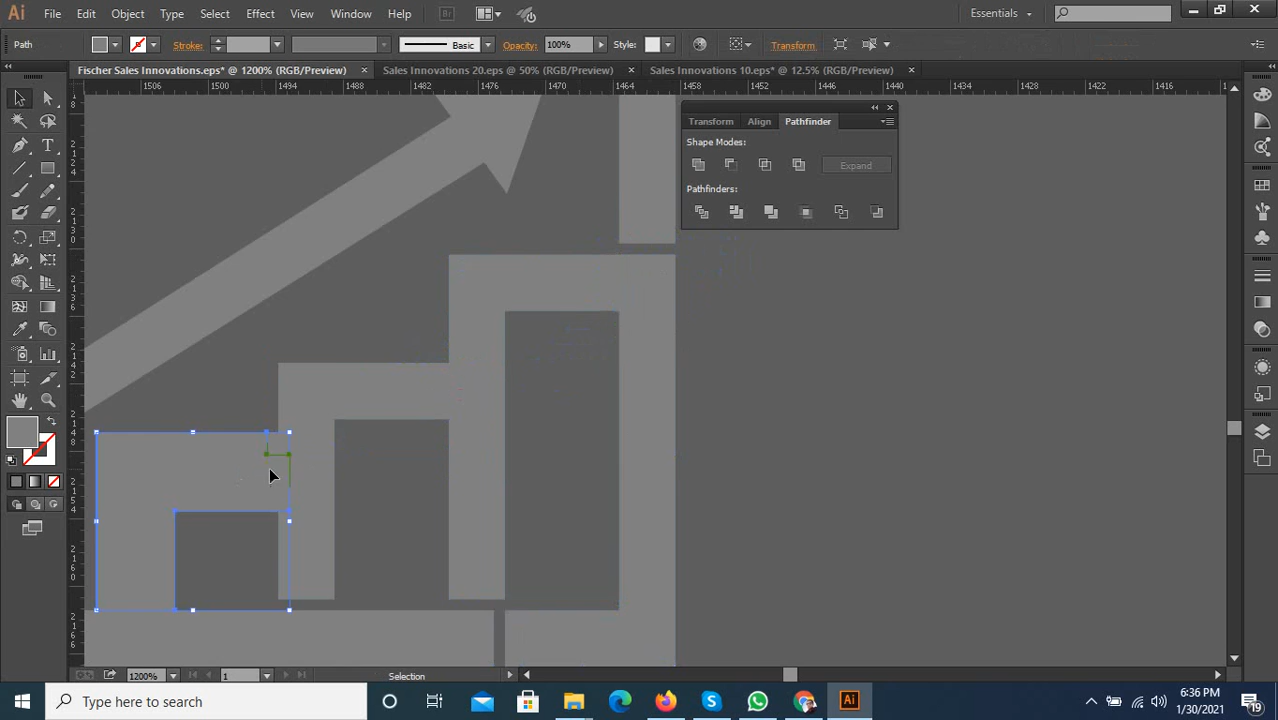 Ai File Edit Object Type Select Effect View Window Help Br Essentials
Path Stroke: Basic Opacity: 100% Style: Transform
Fischer Sales Innovations.eps* @ 1200% (RGB/Preview) × Sales Innovations 20.eps @ 50% (RGB/Preview) × Sales Innovations 10.eps* @ 12.5% (RGB/Preview) ×
1506 1500 1494 1488 1482 1476 1470 1464 1458 1452 1446 1440 1434 1428 1422 1416
Transform Align Pathfinder
Shape Modes:
Expand
Pathfinders:
1200% 1 Selection
Type here to search
Ai
6:36 PM
1/30/2021
19